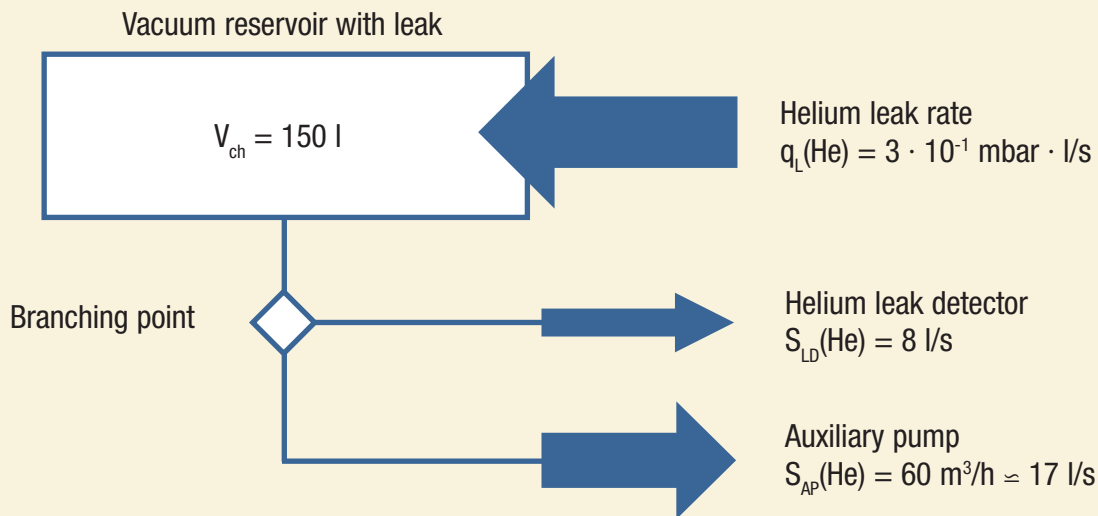 Vacuum reservoir with leak
V_ch = 150 l
Helium leak rate
q_L(He) = 3 · 10⁻¹ mbar · l/s
Branching point
Helium leak detector
S_LD(He) = 8 l/s
Auxiliary pump
S_AP(He) = 60 m³/h ≃ 17 l/s